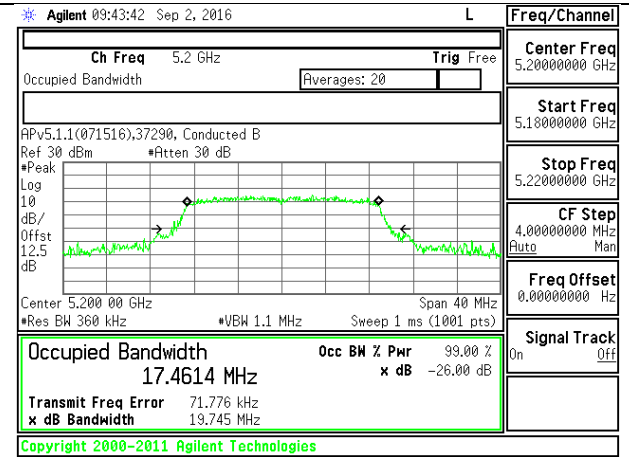 Agilent 09:43:42 Sep 2, 2016 L Freq/Channel
Ch Freq 5.2 GHz Trig Free
Occupied Bandwidth Averages: 20
Center Freq
5.20000000 GHz
Start Freq
5.18000000 GHz
APv5.1.1(071516),37290, Conducted B
Ref 30 dBm #Atten 30 dB
#Peak
Log
10
dB/
Offst
12.5
dB
Stop Freq
5.22000000 GHz
CF Step
4.00000000 MHz
Auto Man
Freq Offset
0.00000000 Hz
Center 5.200 00 GHz Span 40 MHz
#Res BW 360 kHz #VBW 1.1 MHz Sweep 1 ms (1001 pts)
Signal Track
On Off
Occupied Bandwidth Occ BW % Pwr 99.00 %
17.4614 MHz x dB -26.00 dB
Transmit Freq Error 71.776 kHz
x dB Bandwidth 19.745 MHz
Copyright 2000-2011 Agilent Technologies